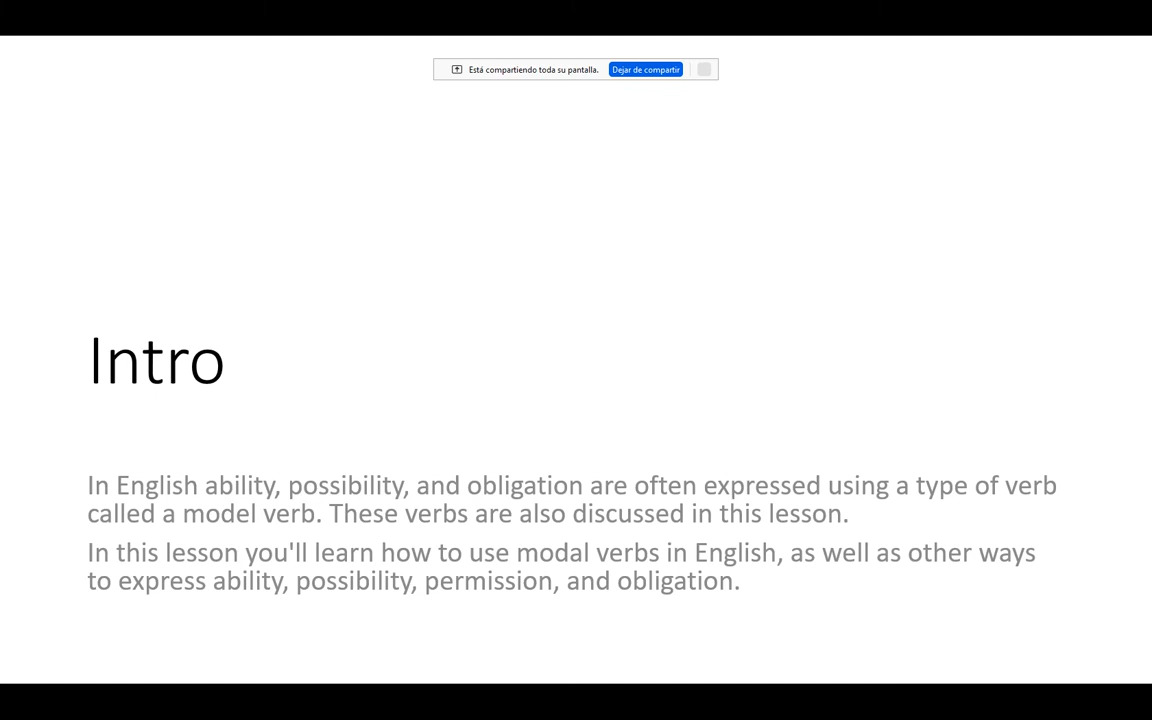 Está compartiendo toda su pantalla. Dejar de compartir
Intro
In English ability, possibility, and obligation are often expressed using a type of verb
called a model verb. These verbs are also discussed in this lesson.
In this lesson you'll learn how to use modal verbs in English, as well as other ways
to express ability, possibility, permission, and obligation.